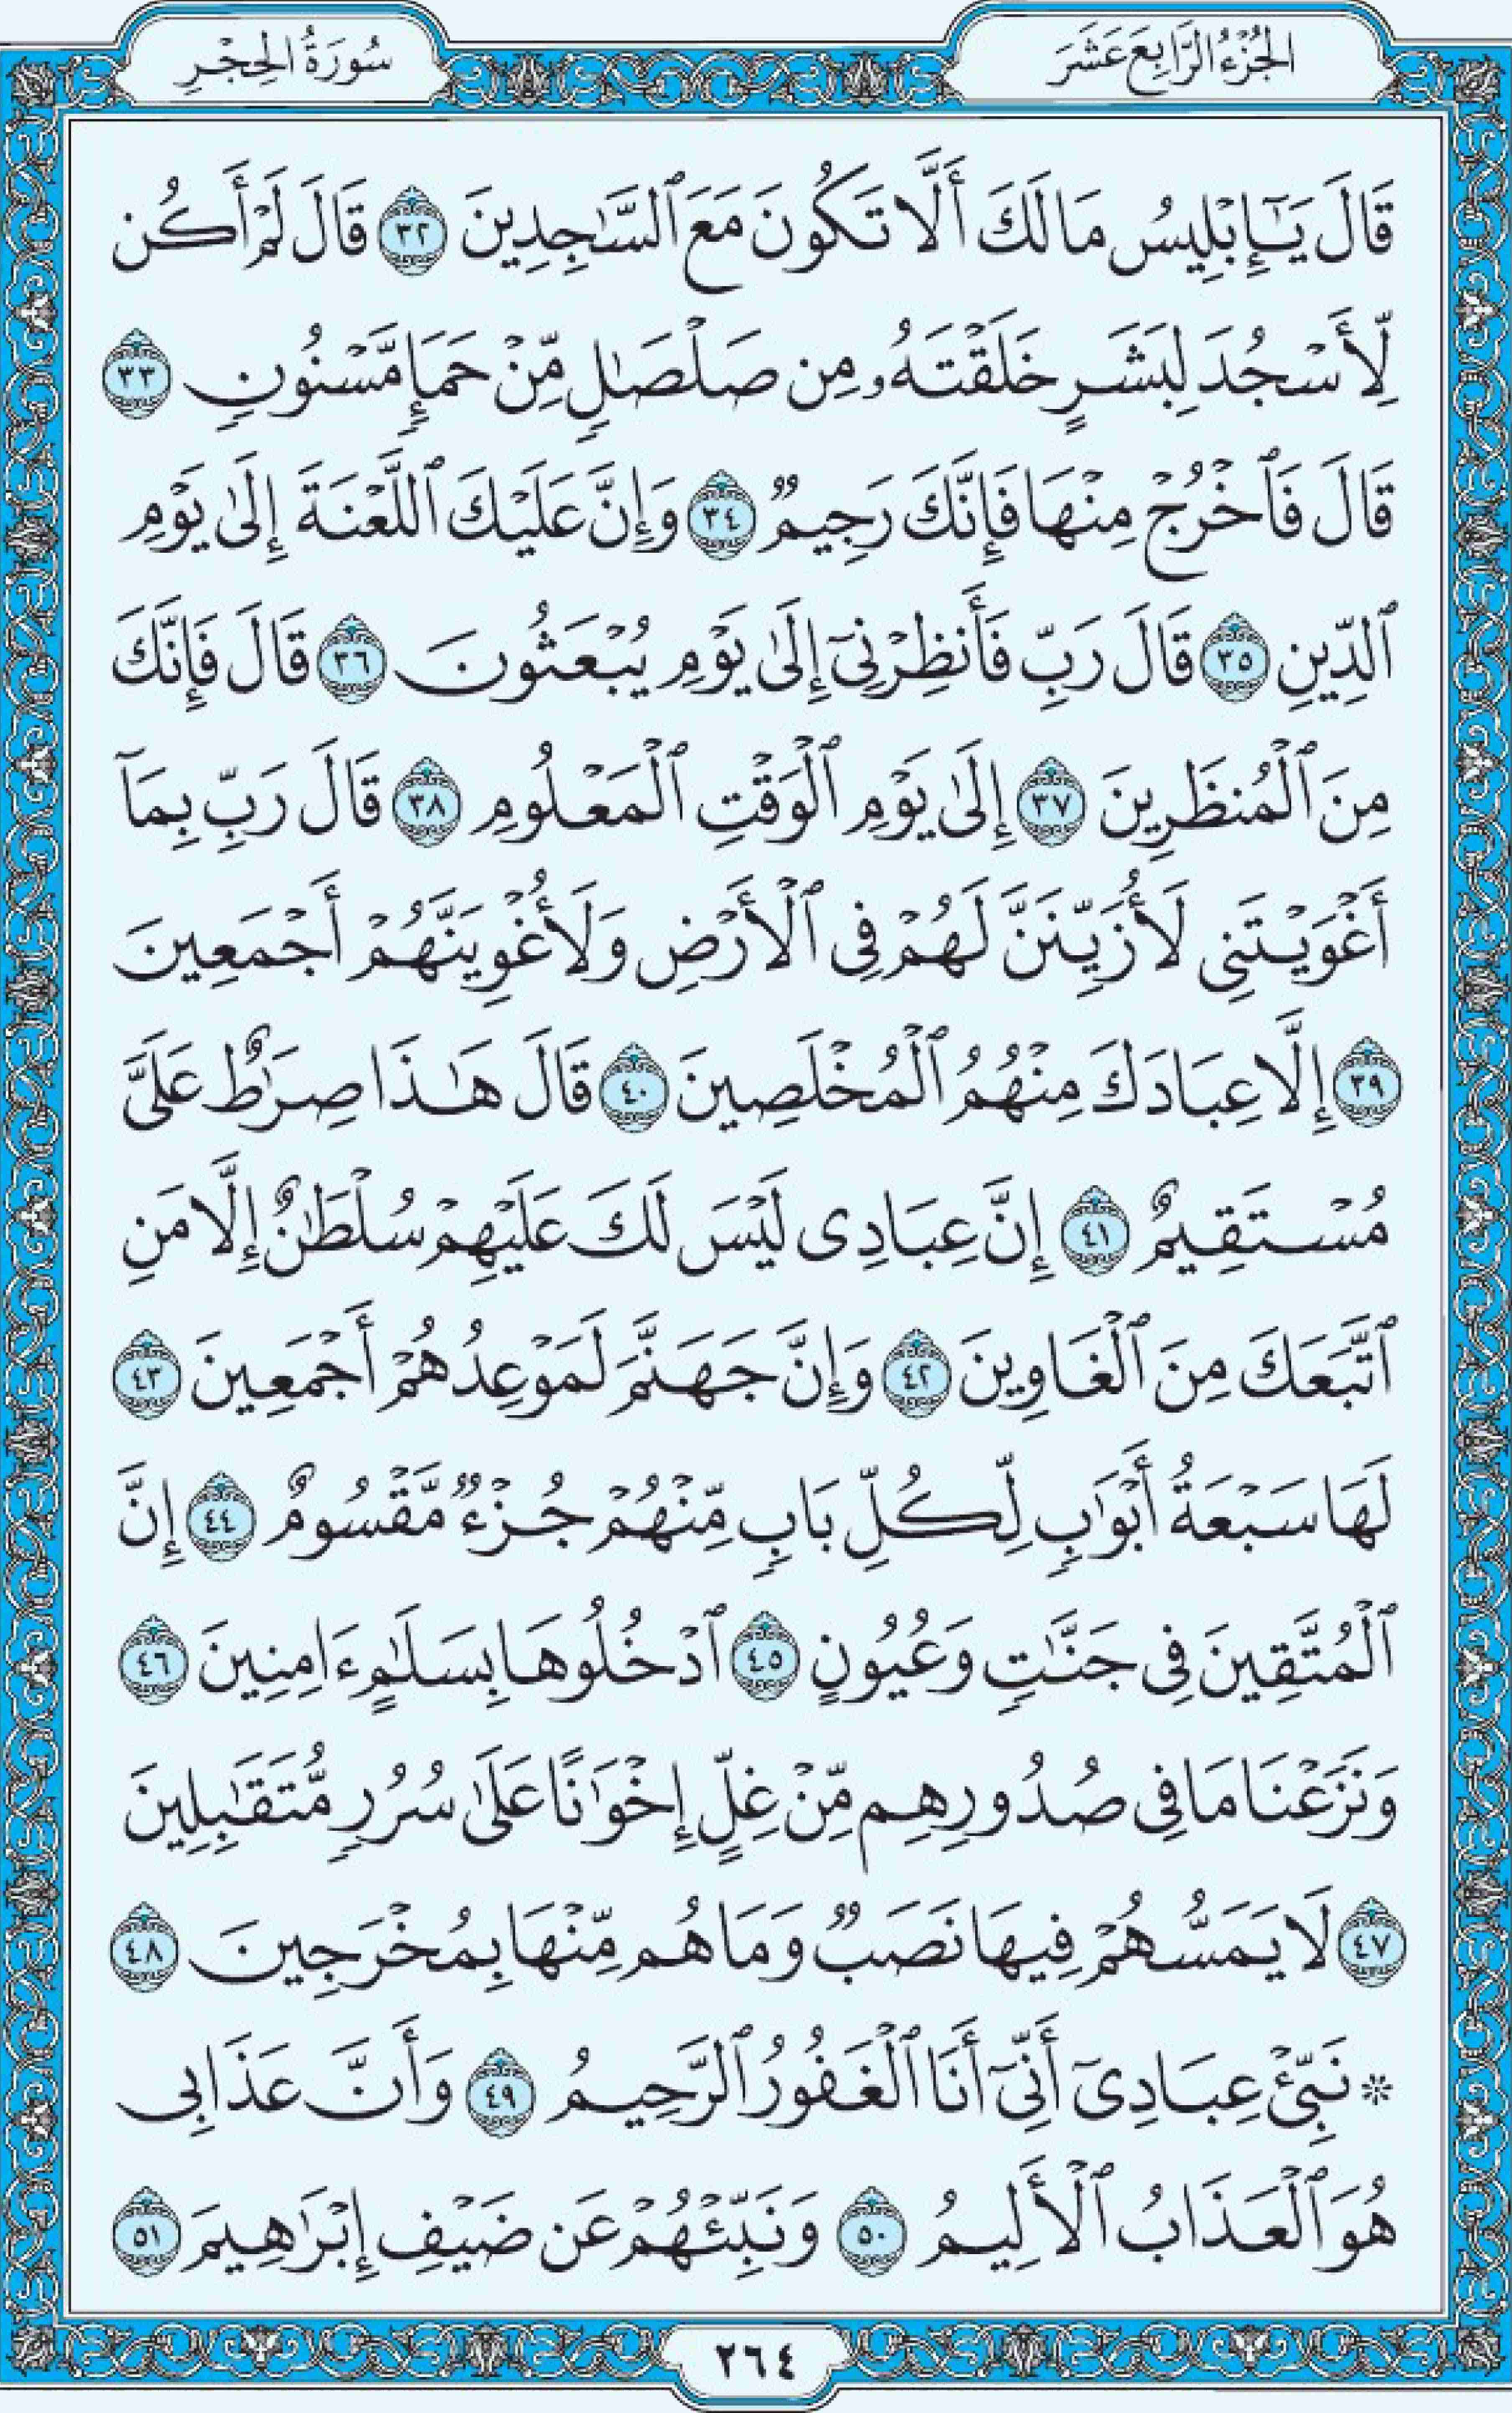 الجُزْءُ الرَّابِعَ عَشَرَ
سُورَةُ الحِجْرِ
قَالَ يَـٰٓإِبْلِيسُ مَا لَكَ أَلَّا تَكُونَ مَعَ ٱلسَّـٰجِدِينَ ٣٢ قَالَ لَمْ أَكُن
لِّأَسْجُدَ لِبَشَرٍ خَلَقْتَهُۥ مِن صَلْصَـٰلٍ مِّنْ حَمَإٍ مَّسْنُونٍ ٣٣
قَالَ فَٱخْرُجْ مِنْهَا فَإِنَّكَ رَجِيمٌ ٣٤ وَإِنَّ عَلَيْكَ ٱللَّعْنَةَ إِلَىٰ يَوْمِ
ٱلدِّينِ ٣٥ قَالَ رَبِّ فَأَنظِرْنِىٓ إِلَىٰ يَوْمِ يُبْعَثُونَ ٣٦ قَالَ فَإِنَّكَ
مِنَ ٱلْمُنظَرِينَ ٣٧ إِلَىٰ يَوْمِ ٱلْوَقْتِ ٱلْمَعْلُومِ ٣٨ قَالَ رَبِّ بِمَآ
أَغْوَيْتَنِى لَأُزَيِّنَنَّ لَهُمْ فِى ٱلْأَرْضِ وَلَأُغْوِيَنَّهُمْ أَجْمَعِينَ
٣٩ إِلَّا عِبَادَكَ مِنْهُمُ ٱلْمُخْلَصِينَ ٤٠ قَالَ هَـٰذَا صِرَٰطٌ عَلَىَّ
مُسْتَقِيمٌ ٤١ إِنَّ عِبَادِى لَيْسَ لَكَ عَلَيْهِمْ سُلْطَـٰنٌ إِلَّا مَنِ
ٱتَّبَعَكَ مِنَ ٱلْغَاوِينَ ٤٢ وَإِنَّ جَهَنَّمَ لَمَوْعِدُهُمْ أَجْمَعِينَ ٤٣
لَهَا سَبْعَةُ أَبْوَٰبٍ لِّكُلِّ بَابٍ مِّنْهُمْ جُزْءٌ مَّقْسُومٌ ٤٤ إِنَّ
ٱلْمُتَّقِينَ فِى جَنَّـٰتٍ وَعُيُونٍ ٤٥ ٱدْخُلُوهَا بِسَلَـٰمٍ ءَامِنِينَ ٤٦
وَنَزَعْنَا مَا فِى صُدُورِهِم مِّنْ غِلٍّ إِخْوَٰنًا عَلَىٰ سُرُرٍ مُّتَقَـٰبِلِينَ
٤٧ لَا يَمَسُّهُمْ فِيهَا نَصَبٌ وَمَا هُم مِّنْهَا بِمُخْرَجِينَ ٤٨
۞ نَبِّئْ عِبَادِىٓ أَنِّىٓ أَنَا ٱلْغَفُورُ ٱلرَّحِيمُ ٤٩ وَأَنَّ عَذَابِى
هُوَ ٱلْعَذَابُ ٱلْأَلِيمُ ٥٠ وَنَبِّئْهُمْ عَن ضَيْفِ إِبْرَٰهِيمَ ٥١
٢٦٤